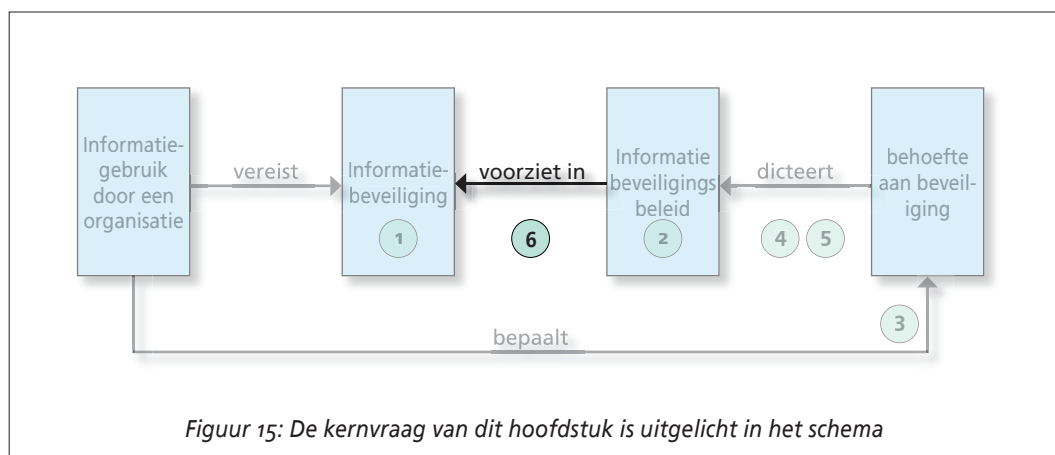 Informatie-
gebruik
door een
organisatie
vereist
Informatie-
beveiliging
1
voorziet in
6
Informatie
beveiligings
beleid
2
dicteert
4 5
behoefte
aan beveil-
iging
3
bepaalt
Figuur 15: De kernvraag van dit hoofdstuk is uitgelicht in het schema